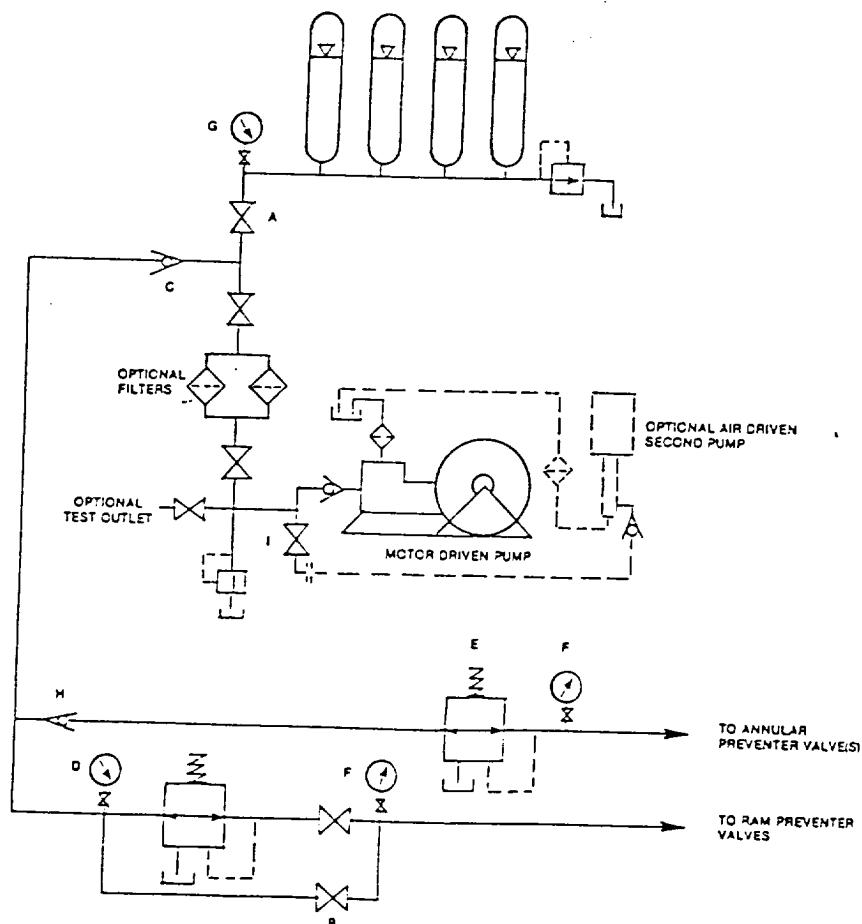 G
A
C
OPTIONAL
FILTERS
OPTIONAL AIR DRIVEN
SECOND PUMP
OPTIONAL
TEST OUTLET
I
MOTOR DRIVEN PUMP
E
F
H
TO ANNULAR
PREVENTER VALVE(S)
D
F
TO RAM PREVENTER
VALVES
B